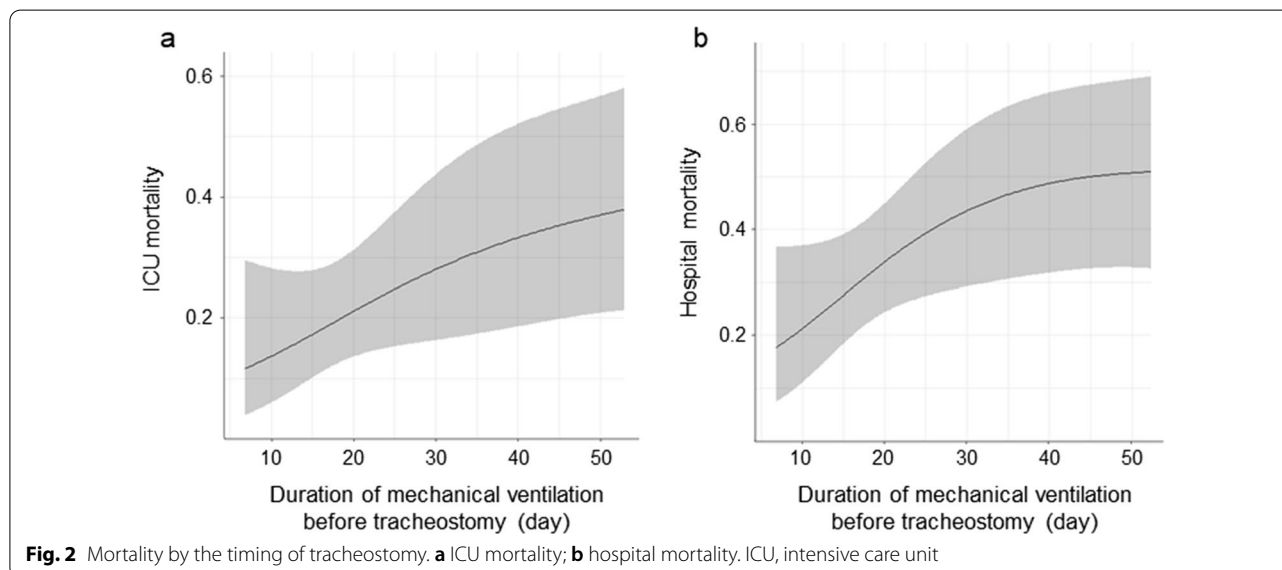 a
0.6
0.4
0.2
ICU mortality
10 20 30 40 50
Duration of mechanical ventilation
before tracheostomy (day)
b
0.6
0.4
0.2
Hospital mortality
10 20 30 40 50
Duration of mechanical ventilation
before tracheostomy (day)
Fig. 2 Mortality by the timing of tracheostomy. a ICU mortality; b hospital mortality. ICU, intensive care unit